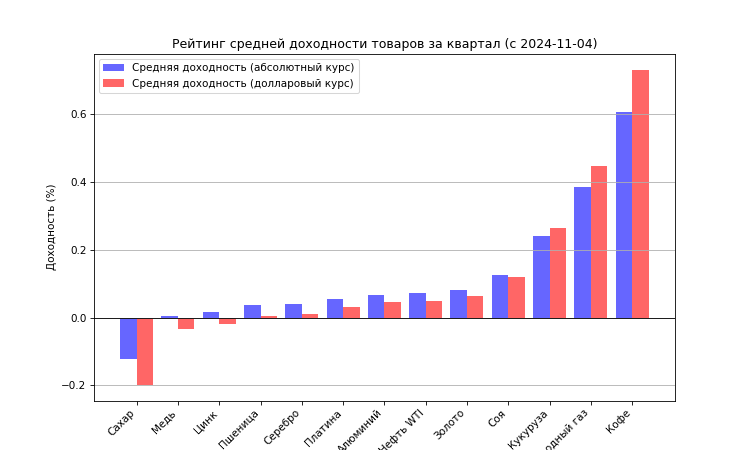 Рейтинг средней доходности товаров за квартал (с 2024-11-04)
Средняя доходность (абсолютный курс)
Средняя доходность (долларовый курс)
Доходность (%)
0.6
0.4
0.2
0.0
−0.2
Сахар
Медь
Цинк
Пшеница
Серебро
Платина
Алюминий
Нефть WTI
Золото
Соя
Кукуруза
одный газ
Кофе